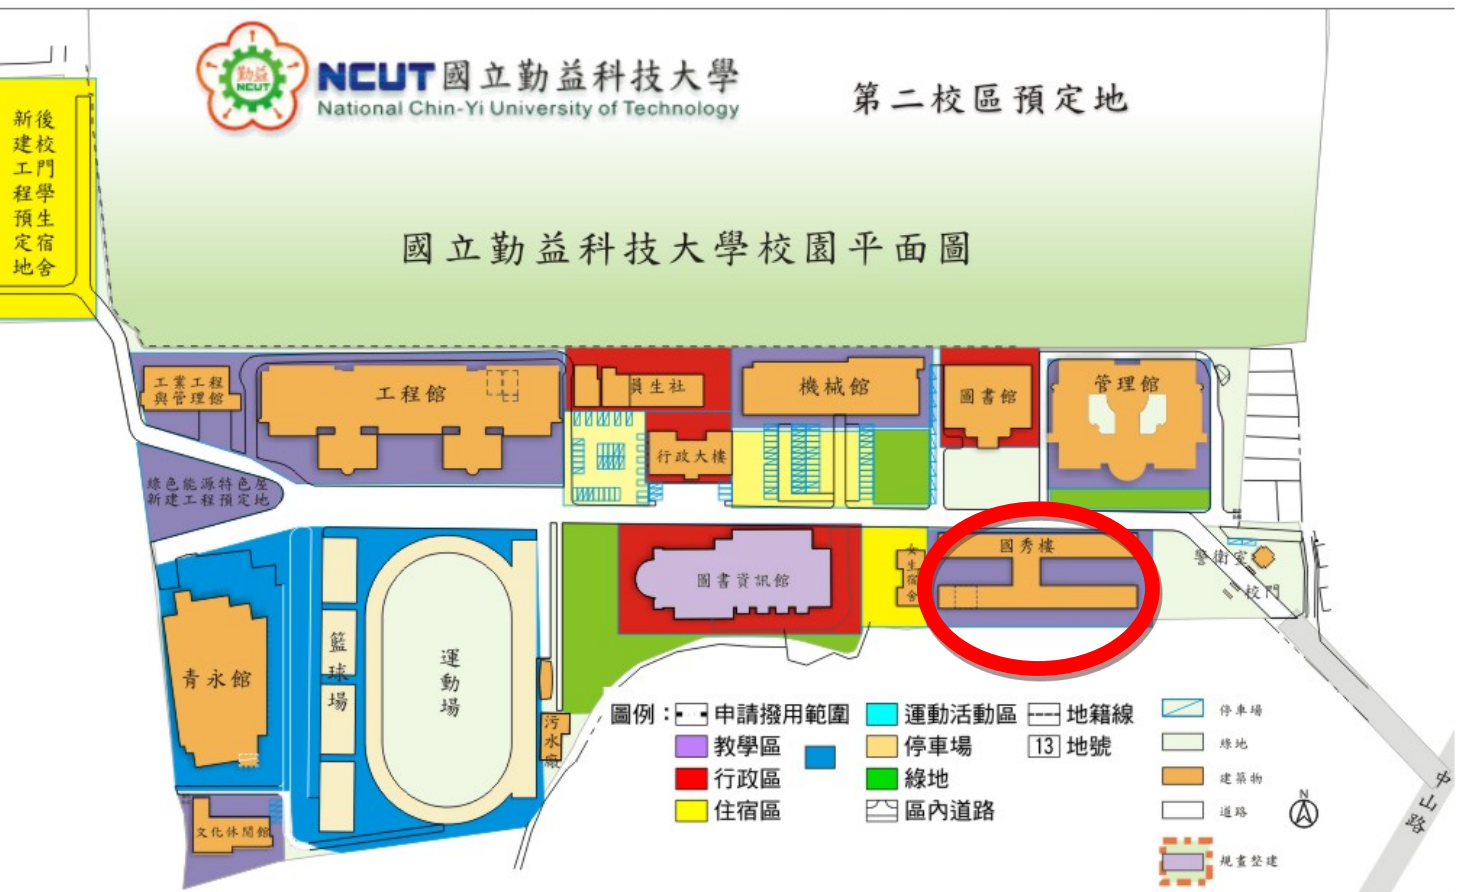 勤益
NCUT
NCUT 國立勤益科技大學
National Chin-Yi University of Technology
第二校區預定地
後校門學生宿舍
新建工程預定地
國立勤益科技大學校園平面圖
工業工程
與管理館
工程館
員生社
機械館
圖書館
管理館
行政大樓
綠色能源特色屋
新建工程預定地
國秀樓
女生宿舍
圖書資訊館
警衛室
校門
籃球場
運動場
青永館
污水廠
文化休閒館
圖例：
申請撥用範圍
運動活動區
地籍線
教學區
停車場
13 地號
行政區
綠地
住宿區
區內道路
停車場
綠地
建築物
道路
規畫整建
N
中山路